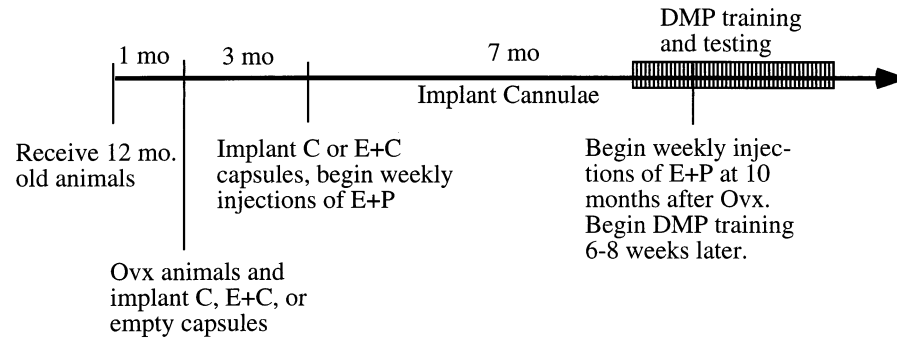 DMP training
and testing
1 mo
3 mo
7 mo
Implant Cannulae
Receive 12 mo.
old animals
Implant C or E+C
capsules, begin weekly
injections of E+P
Begin weekly injec-
tions of E+P at 10
months after Ovx.
Begin DMP training
6-8 weeks later.
Ovx animals and
implant C, E+C, or
empty capsules